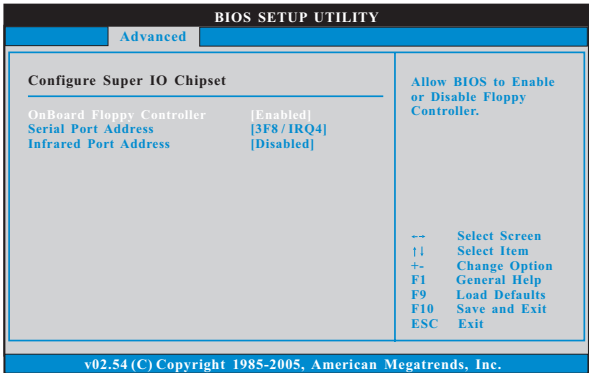 BIOS SETUP UTILITY
Advanced
Configure Super IO Chipset
OnBoard Floppy Controller [Enabled]
Serial Port Address [3F8 / IRQ4]
Infrared Port Address [Disabled]
Allow BIOS to Enable
or Disable Floppy
Controller.
←→ Select Screen
↑↓ Select Item
+- Change Option
F1 General Help
F9 Load Defaults
F10 Save and Exit
ESC Exit
v02.54 (C) Copyright 1985-2005, American Megatrends, Inc.